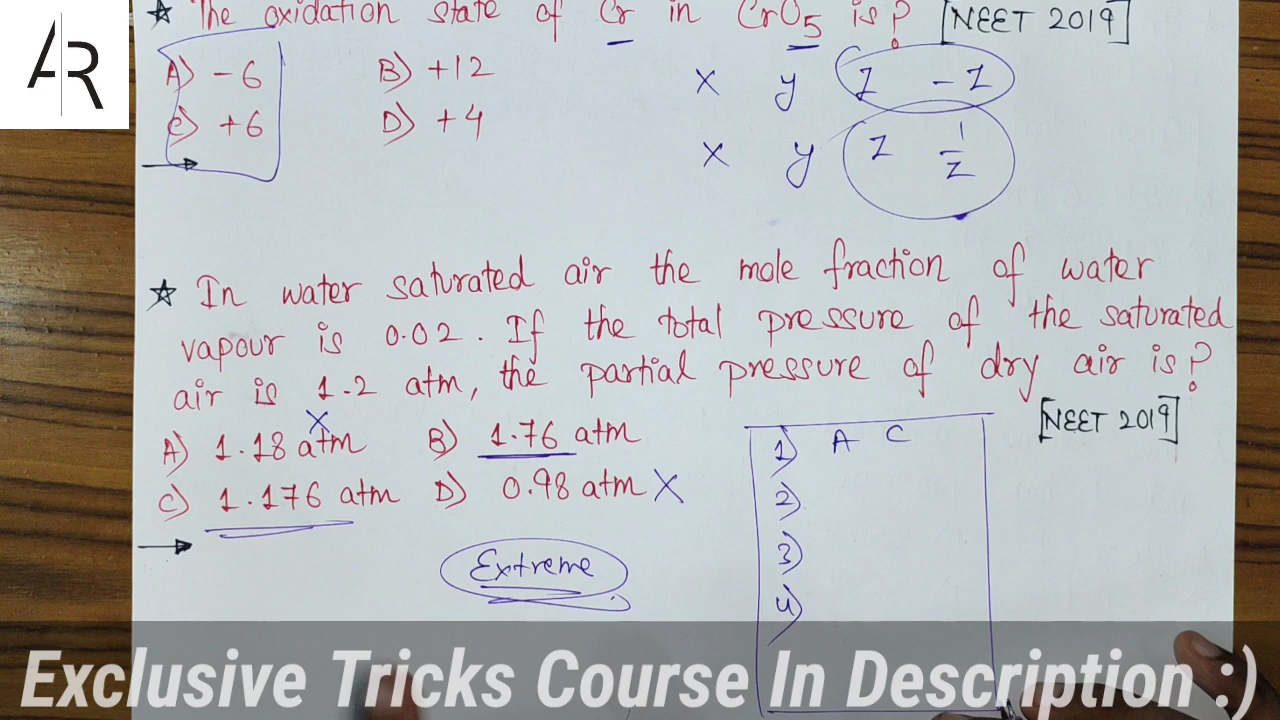 The oxidation state of Cr in CrO5 is? [NEET 2019]
AR
A) -6 B) +12
C) +6 D) +4
x y z -z
x y z 1/z
In water saturated air the mole fraction of water
vapour is 0.02. If the total pressure of the saturated
air is 1.2 atm, the partial pressure of dry air is?
[NEET 2019]
A) 1.18 atm B) 1.76 atm
C) 1.176 atm D) 0.98 atm X
Extreme
1) A C
2)
3)
4)
Exclusive Tricks Course In Description :)